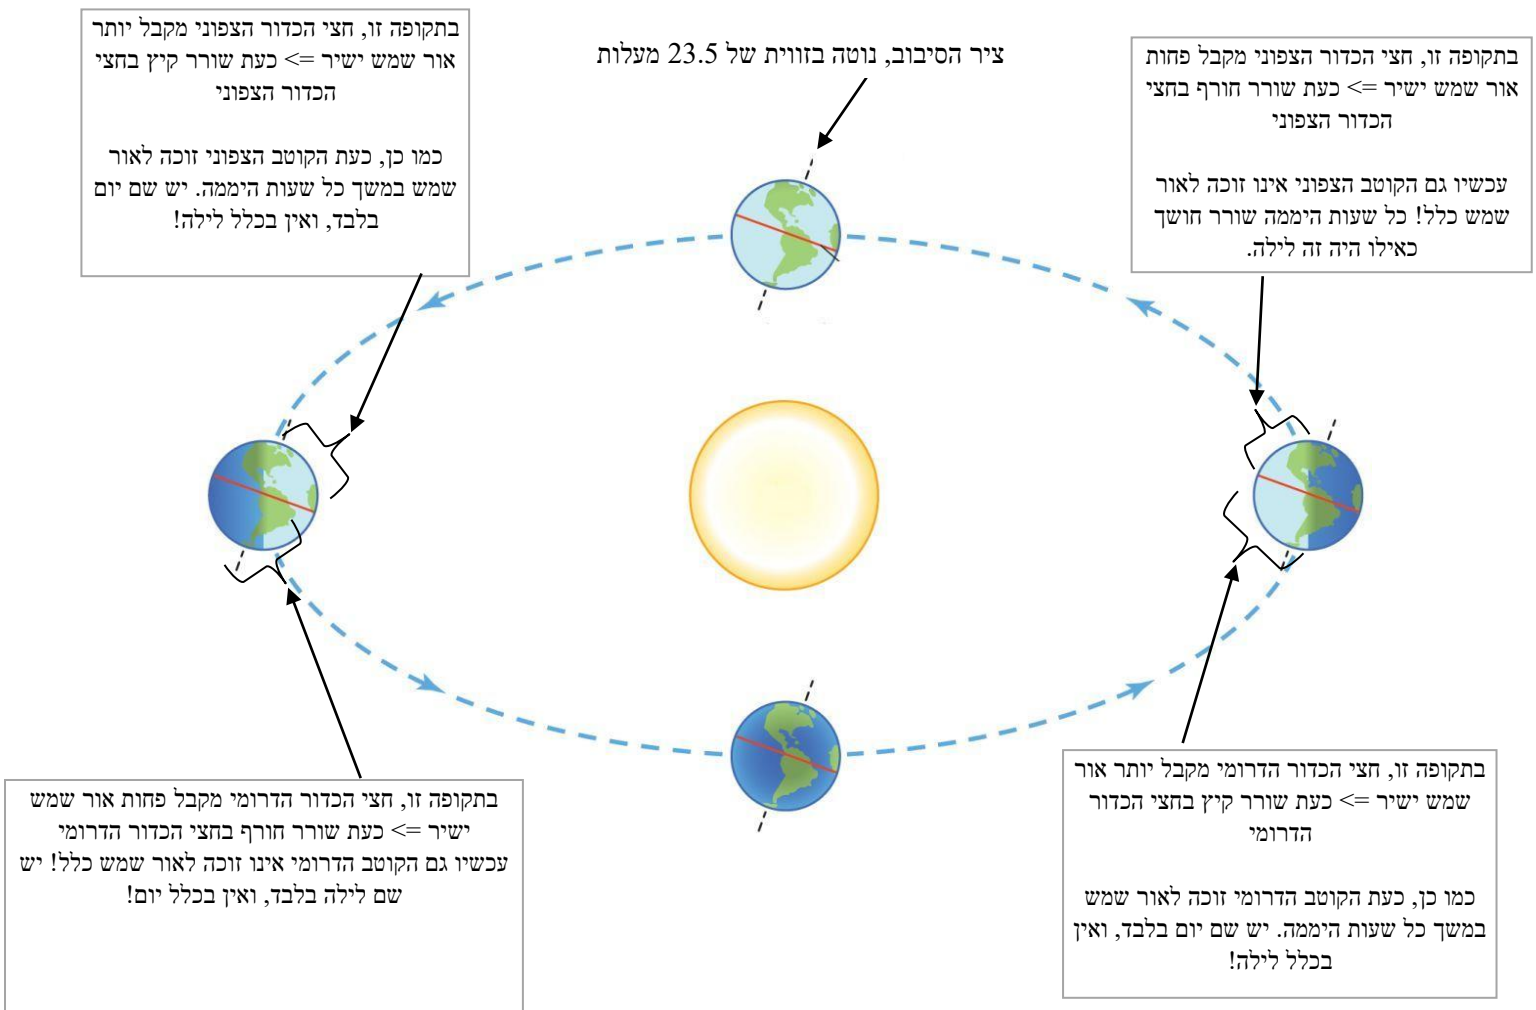 בתקופה זו, חצי הכדור הצפוני מקבל פחות
אור שמש ישיר => כעת שורר חורף בחצי
הכדור הצפוני
עכשיו גם הקוטב הצפוני אינו זוכה לאור
שמש כלל! כל שעות היממה שורר חושך
כאילו היה זה לילה.
ציר הסיבוב, נוטה בזווית של 23.5 מעלות
בתקופה זו, חצי הכדור הצפוני מקבל יותר
אור שמש ישיר => כעת שורר קיץ בחצי
הכדור הצפוני
כמו כן, כעת הקוטב הצפוני זוכה לאור
שמש במשך כל שעות היממה. יש שם יום
בלבד, ואין בכלל לילה!
בתקופה זו, חצי הכדור הדרומי מקבל יותר אור
שמש ישיר => כעת שורר קיץ בחצי הכדור
הדרומי
כמו כן, כעת הקוטב הדרומי זוכה לאור שמש
במשך כל שעות היממה. יש שם יום בלבד, ואין
בכלל לילה!
בתקופה זו, חצי הכדור הדרומי מקבל פחות אור שמש
ישיר => כעת שורר חורף בחצי הכדור הדרומי
עכשיו גם הקוטב הדרומי אינו זוכה לאור שמש כלל! יש
שם לילה בלבד, ואין בכלל יום!